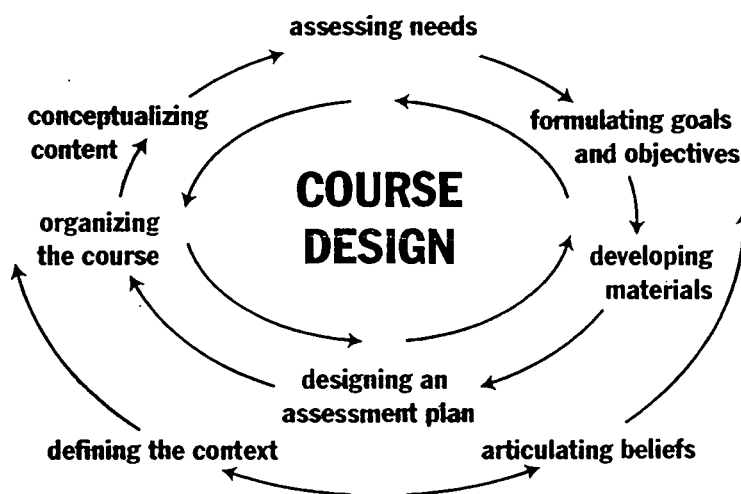 assessing needs
conceptualizing
content
formulating goals
and objectives
COURSE
DESIGN
organizing
the course
developing
materials
designing an
assessment plan
defining the context
articulating beliefs